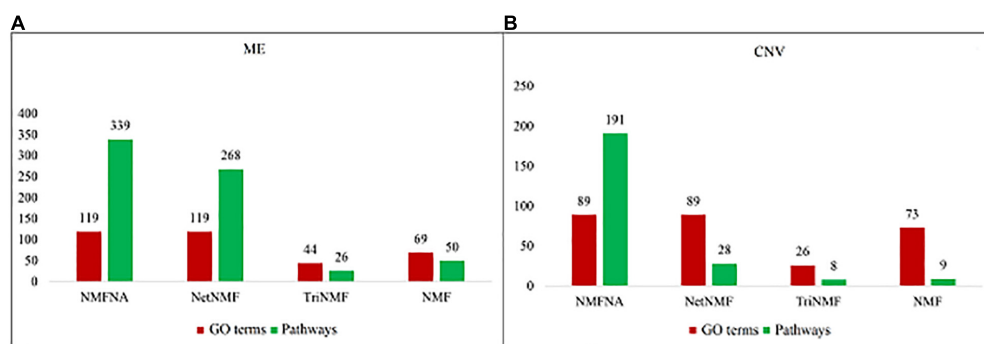 A
ME
400
350
300
250
200
150
100
50
0
119
339
119
268
44
26
69
50
NMFNA
NetNMF
TriNMF
NMF
GO terms
Pathways
B
CNV
250
200
150
100
50
0
89
191
89
28
26
8
73
9
NMFNA
NetNMF
TriNMF
NMF
GO terms
Pathways